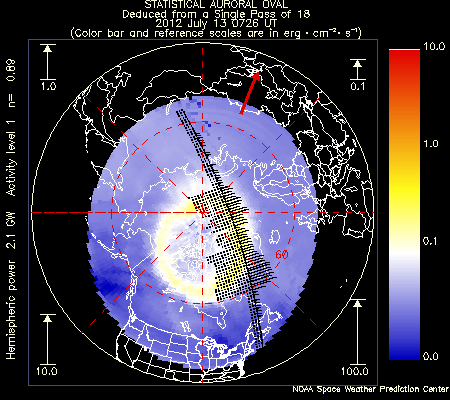 STATISTICAL AURORAL OVAL
Deduced from a Single Pass of 18
2012 July 13 0726 UT
(Color bar and reference scales are in erg · cm⁻² · s⁻¹)
Hemispheric power 2.1 GW Activity level 1 n= 0.89
1.0
0.1
10.0
100.0
60
10.0
1.0
0.1
0.0
NOAA Space Weather Prediction Center